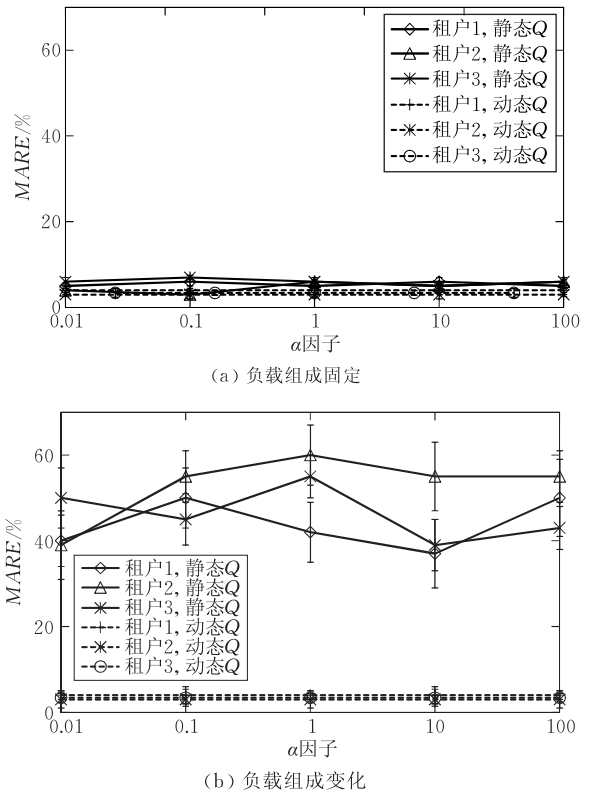 60
40
20
0
MARE/%
租户1, 静态Q
租户2, 静态Q
租户3, 静态Q
租户1, 动态Q
租户2, 动态Q
租户3, 动态Q
0.01 0.1 1 10 100
α因子
(a) 负载组成固定
60
40
20
0
MARE/%
租户1, 静态Q
租户2, 静态Q
租户3, 静态Q
租户1, 动态Q
租户2, 动态Q
租户3, 动态Q
0.01 0.1 1 10 100
α因子
(b) 负载组成变化